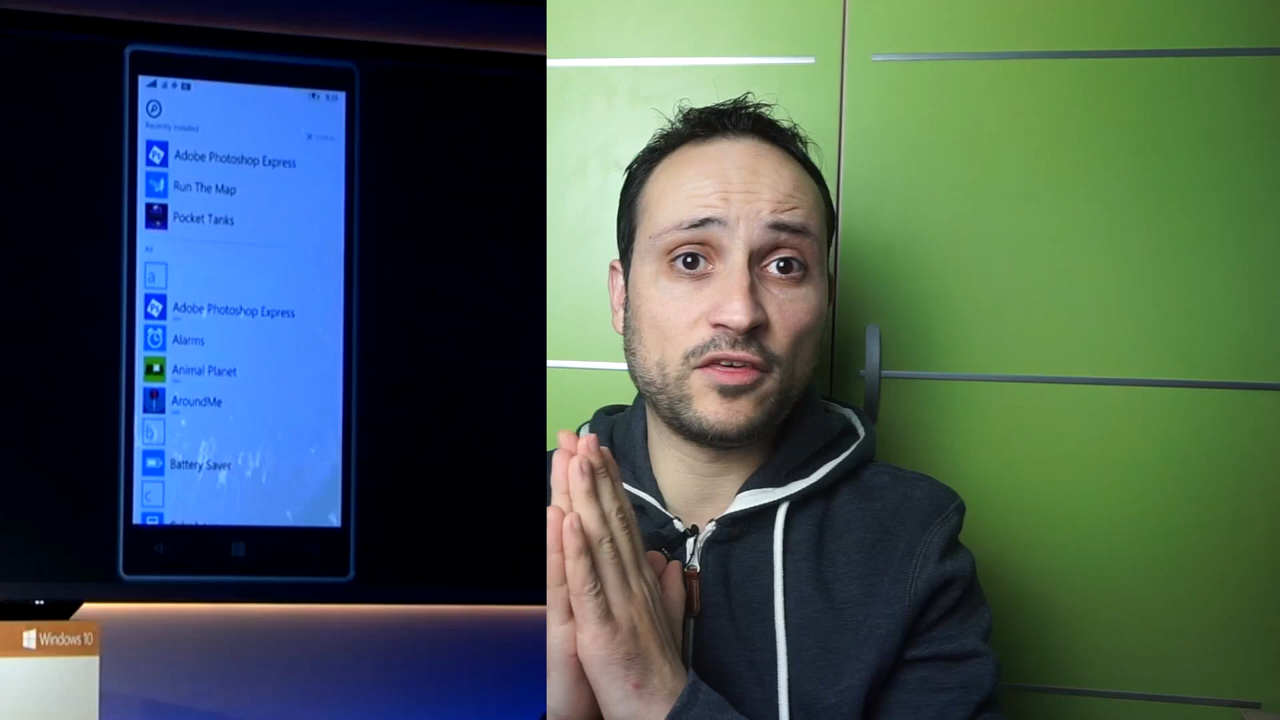 Recently installed
Adobe Photoshop Express
Run The Map
Pocket Tanks
All
a
Adobe Photoshop Express
Alarms
Animal Planet
AroundMe
b
Battery Saver
c
Windows 10